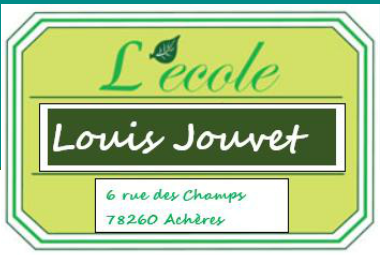 L'ecole
Louis Jouvet
6 rue des Champs
78260 Achères